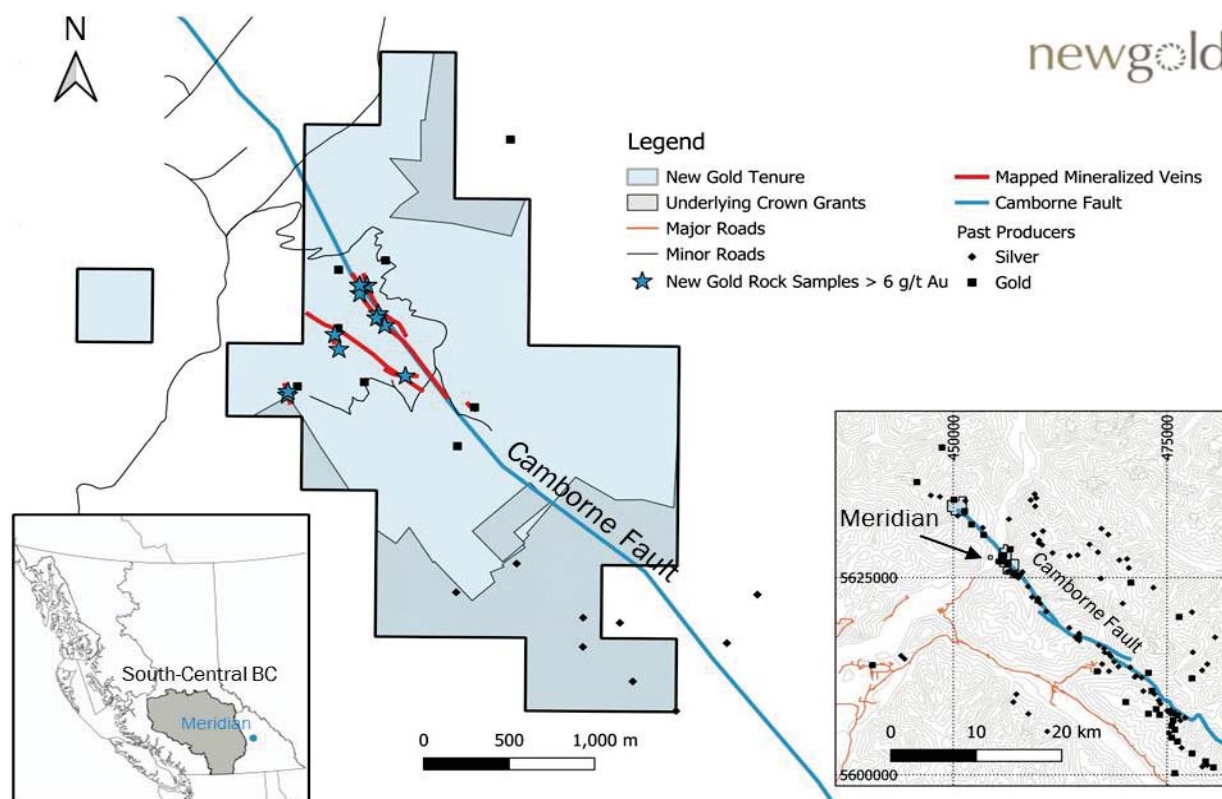 N
newgold
Legend
New Gold Tenure
Underlying Crown Grants
Major Roads
Minor Roads
New Gold Rock Samples > 6 g/t Au
Mapped Mineralized Veins
Camborne Fault
Past Producers
Silver
Gold
Camborne Fault
South-Central BC
Meridian
0 500 1,000 m
450000
475000
Meridian
Camborne Fault
5625000
0 10 20 km
5600000